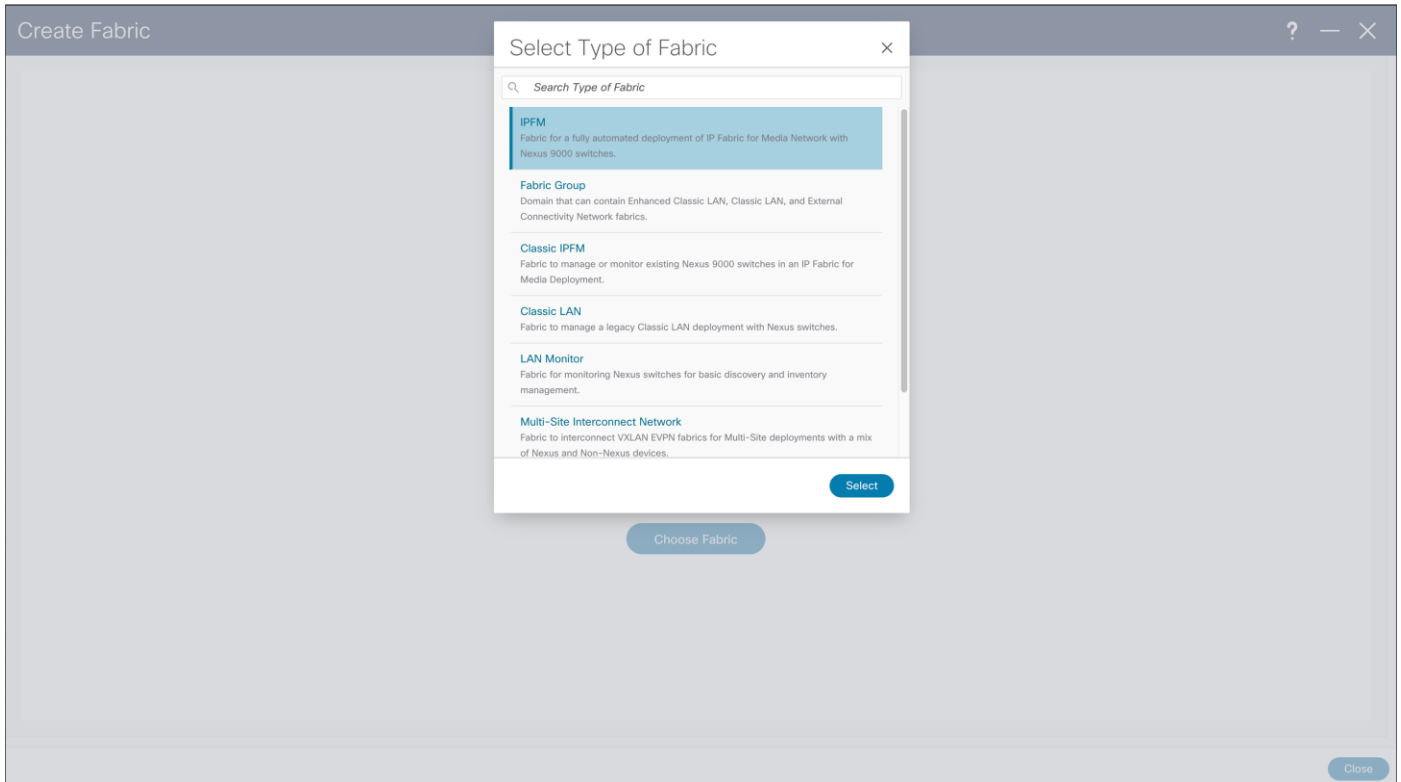 Create Fabric
?
Select Type of Fabric
Search Type of Fabric
IPFM
Fabric for a fully automated deployment of IP Fabric for Media Network with
Nexus 9000 switches.
Fabric Group
Domain that can contain Enhanced Classic LAN, Classic LAN, and External
Connectivity Network fabrics.
Classic IPFM
Fabric to manage or monitor existing Nexus 9000 switches in an IP Fabric for
Media Deployment.
Classic LAN
Fabric to manage a legacy Classic LAN deployment with Nexus switches.
LAN Monitor
Fabric for monitoring Nexus switches for basic discovery and inventory
management.
Multi-Site Interconnect Network
Fabric to interconnect VXLAN EVPN fabrics for Multi-Site deployments with a mix
of Nexus and Non-Nexus devices.
Select
Choose Fabric
Close